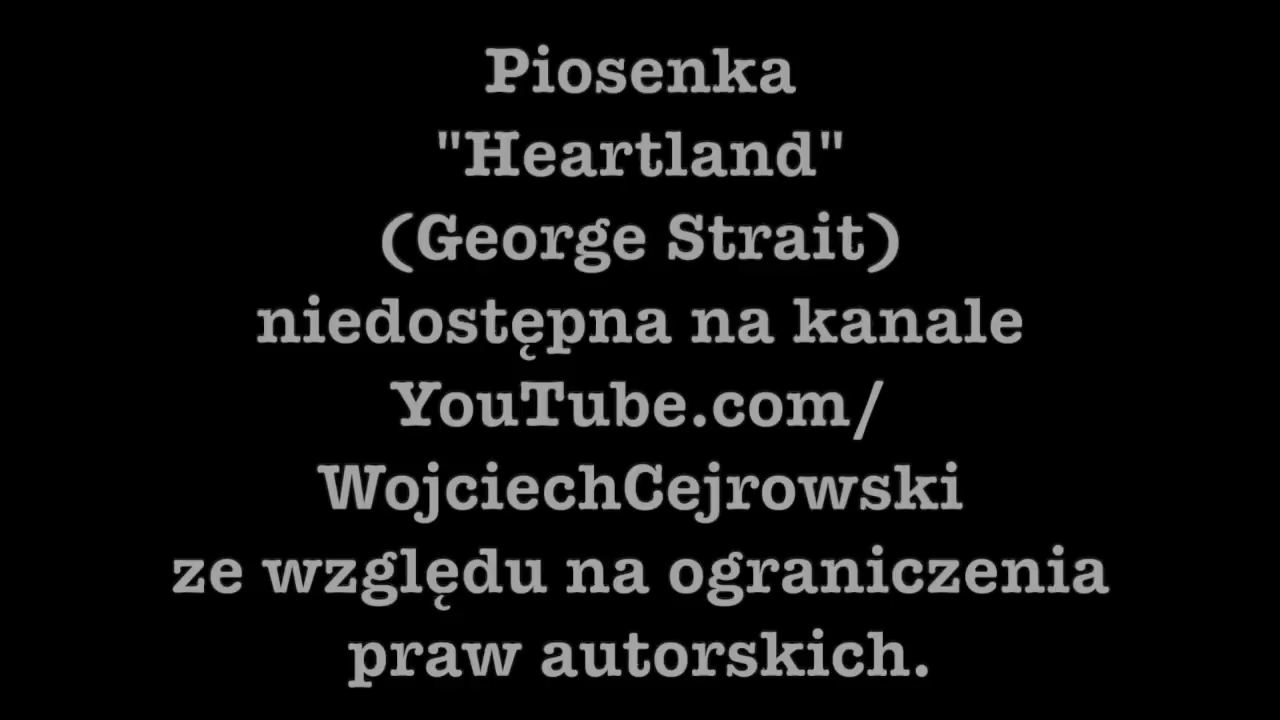 Piosenka
"Heartland"
(George Strait)
niedostępna na kanale
YouTube.com/
WojciechCejrowski
ze względu na ograniczenia
praw autorskich.